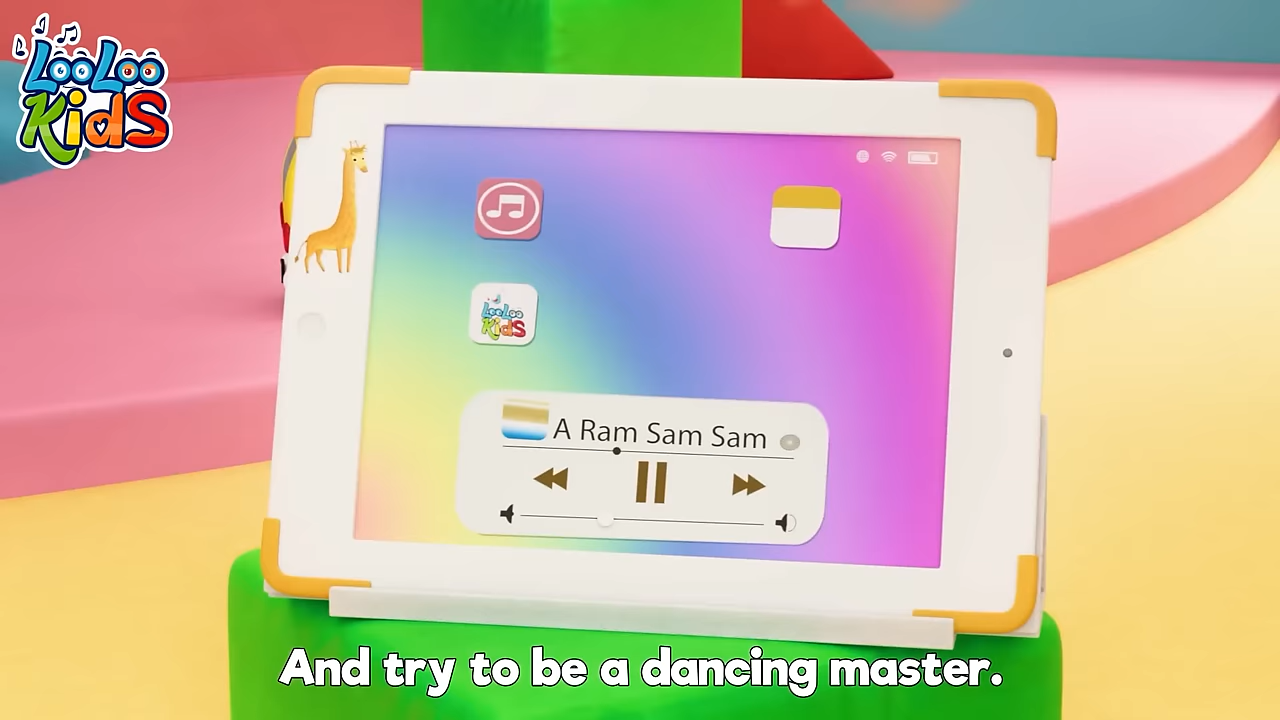 LooLoo
Kids
LooLoo
Kids
A Ram Sam Sam
And try to be a dancing master.